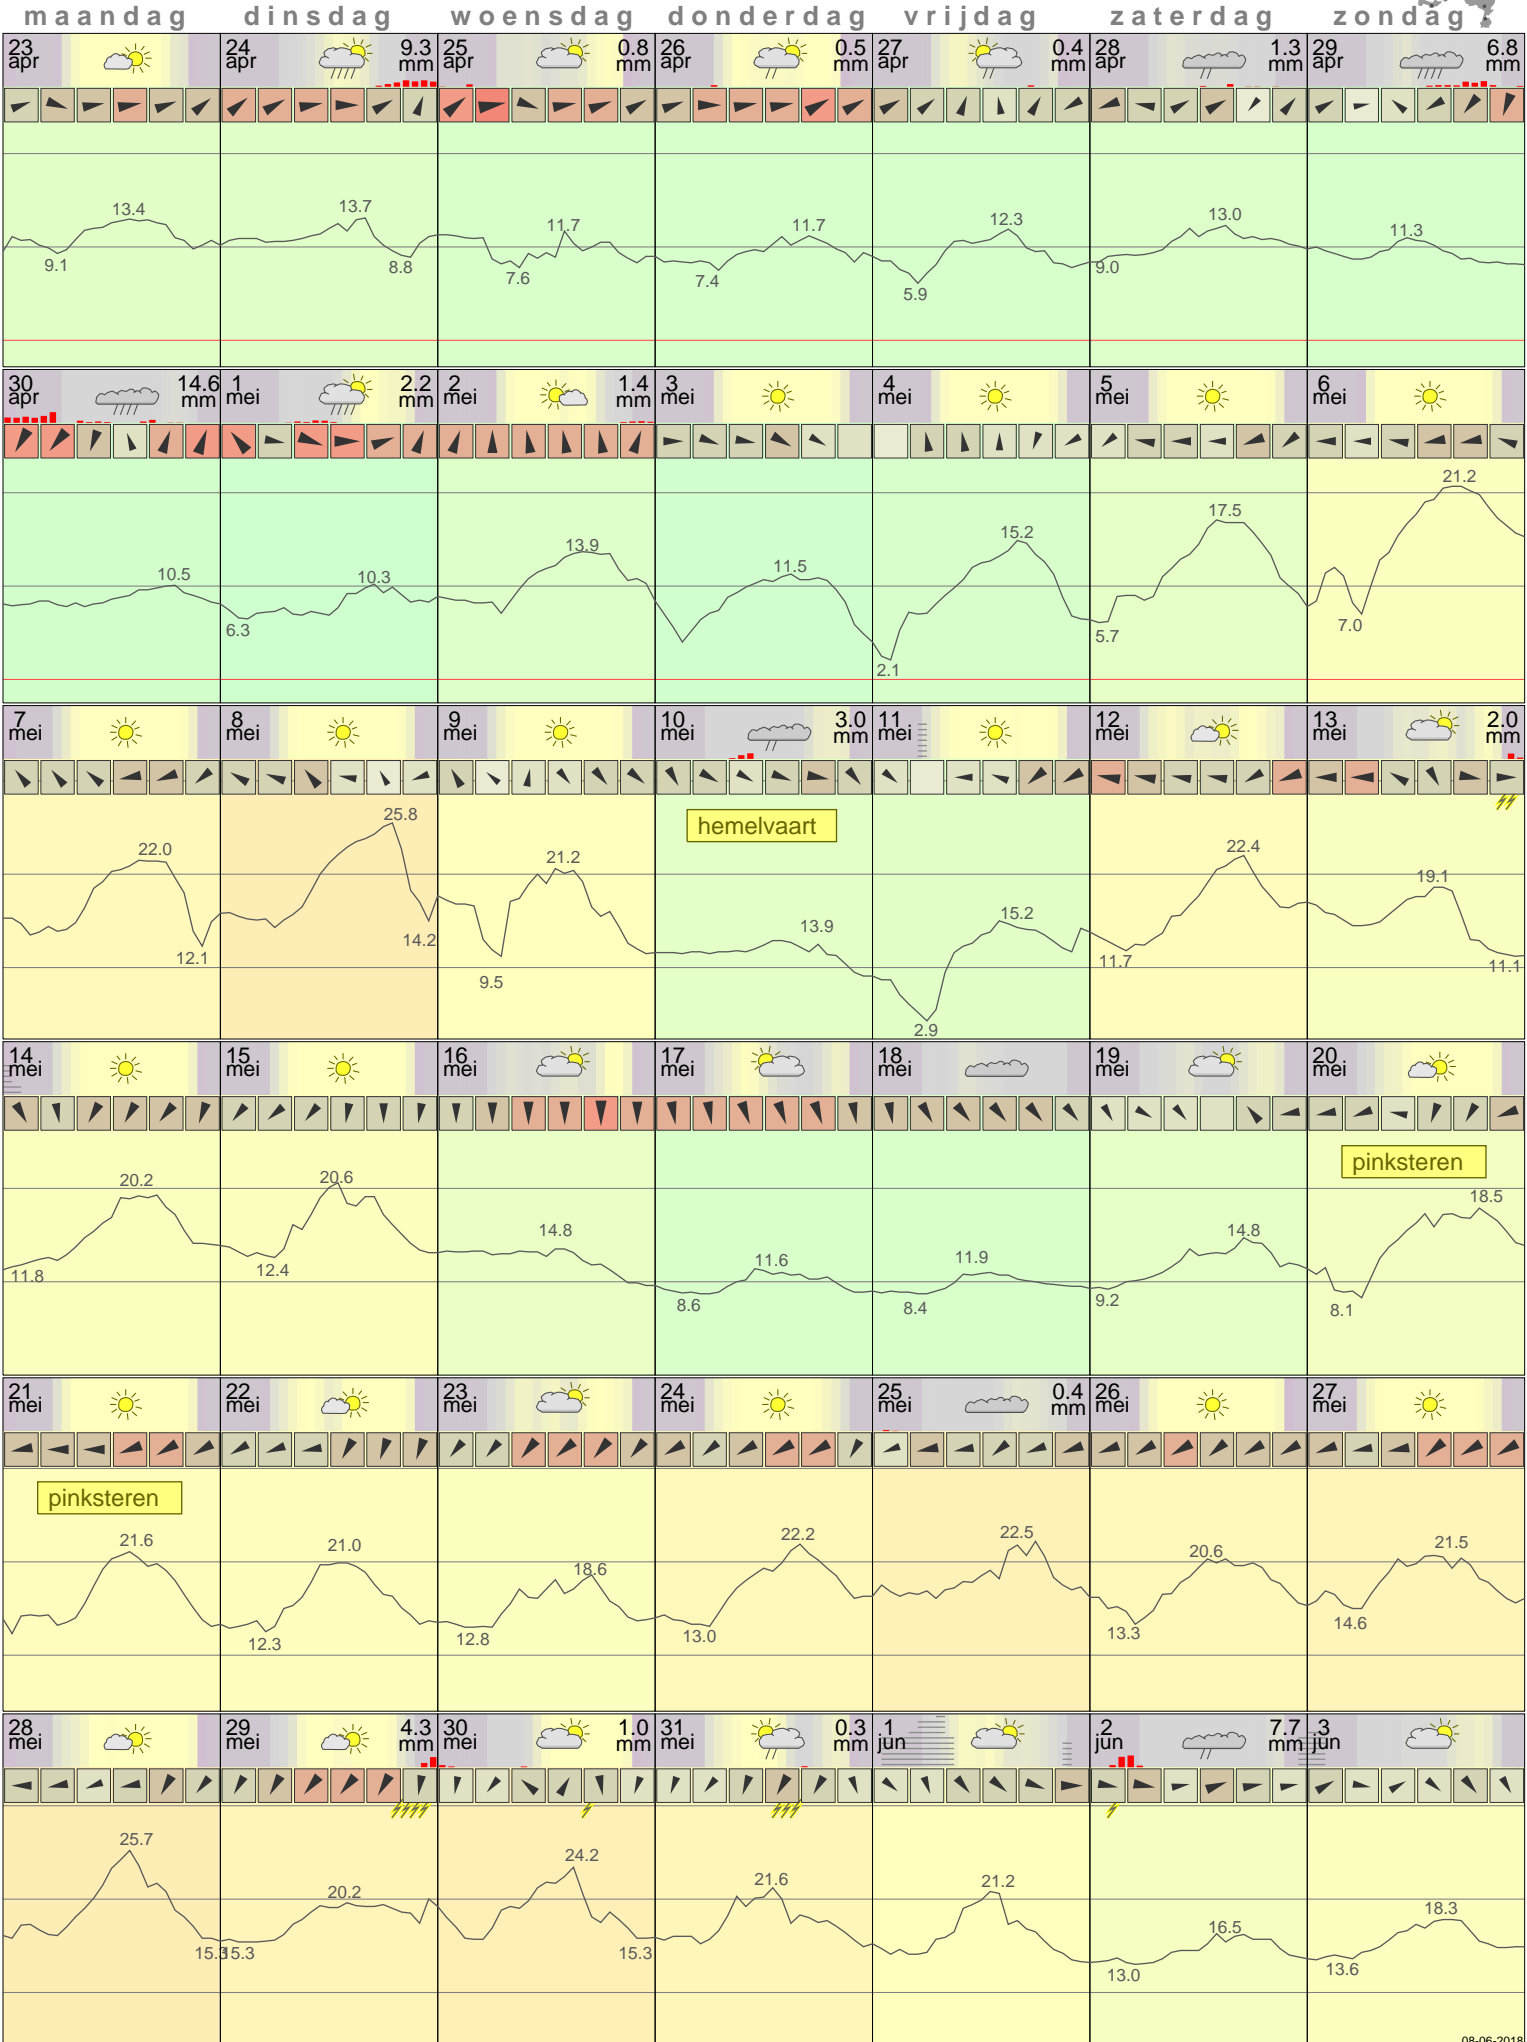 maandag dinsdag woensdag donderdag vrijdag zaterdag zondag
23 apr 24 apr 9.3 mm 25 apr 0.8 mm 26 apr 0.5 mm 27 apr 0.4 mm 28 apr 1.3 mm 29 apr 6.8 mm
13.4 13.7 11.7 11.7 12.3 13.0 11.3
9.1 8.8 7.6 7.4 5.9 9.0
30 apr 14.6 mm 1 mei 2.2 mm 2 mei 1.4 mm 3 mei 4 mei 5 mei 6 mei
10.5 10.3 13.9 11.5 15.2 17.5 21.2
6.3 2.1 5.7 7.0
7 mei 8 mei 9 mei 10 mei 3.0 mm 11 mei 12 mei 13 mei 2.0 mm
hemelvaart
22.0 25.8 21.2 13.9 15.2 22.4 19.1
12.1 14.2 9.5 2.9 11.7 11.1
14 mei 15 mei 16 mei 17 mei 18 mei 19 mei 20 mei
pinksteren
20.2 20.6 14.8 11.6 11.9 14.8 18.5
11.8 12.4 8.6 8.4 9.2 8.1
21 mei 22 mei 23 mei 24 mei 25 mei 0.4 mm 26 mei 27 mei
pinksteren
21.6 21.0 18.6 22.2 22.5 20.6 21.5
12.3 12.8 13.0 13.3 14.6
28 mei 29 mei 4.3 mm 30 mei 1.0 mm 31 mei 0.3 mm 1 jun 2 jun 7.7 mm 3 jun
25.7 20.2 24.2 21.6 21.2 16.5 18.3
15.3 15.3 15.3 13.0 13.6
08-06-2018